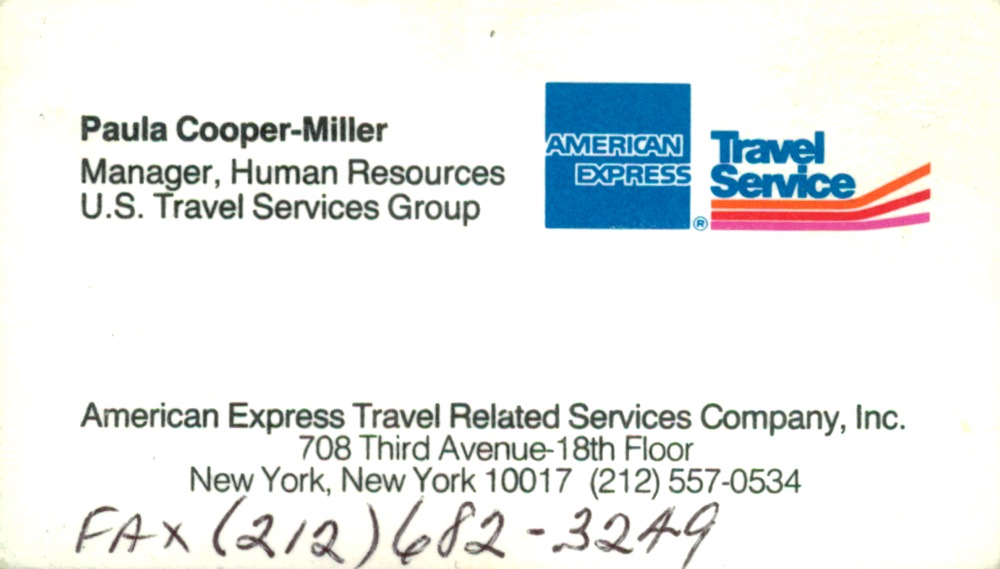 Paula Cooper-Miller
Manager, Human Resources
U.S. Travel Services Group
AMERICAN
EXPRESS
®
Travel
Service
American Express Travel Related Services Company, Inc.
708 Third Avenue-18th Floor
New York, New York 10017 (212) 557-0534
FAX (212) 682-3249